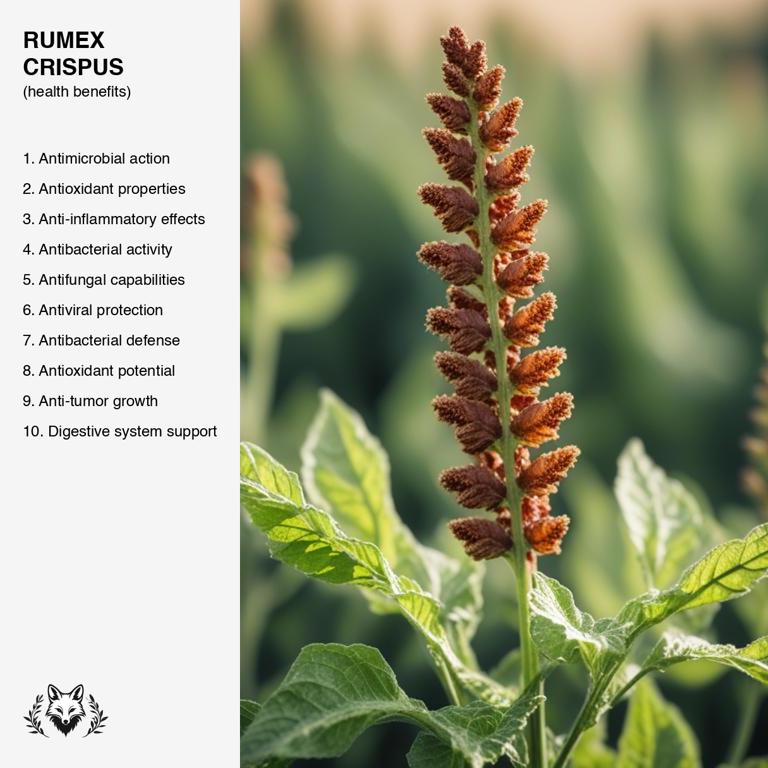 RUMEX
CRISPUS
(health benefits)
1. Antimicrobial action
2. Antioxidant properties
3. Anti-inflammatory effects
4. Antibacterial activity
5. Antifungal capabilities
6. Antiviral protection
7. Antibacterial defense
8. Antioxidant potential
9. Anti-tumor growth
10. Digestive system support